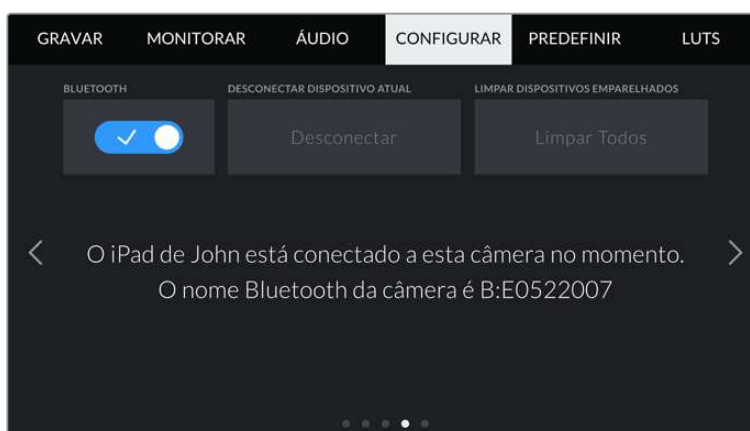 GRAVAR MONITORAR ÁUDIO CONFIGURAR PREDEFINIR LUTS
BLUETOOTH DESCONECTAR DISPOSITIVO ATUAL LIMPAR DISPOSITIVOS EMPARELHADOS
Desconectar Limpar Todos
O iPad de John está conectado a esta câmera no momento.
O nome Bluetooth da câmera é B:E0522007